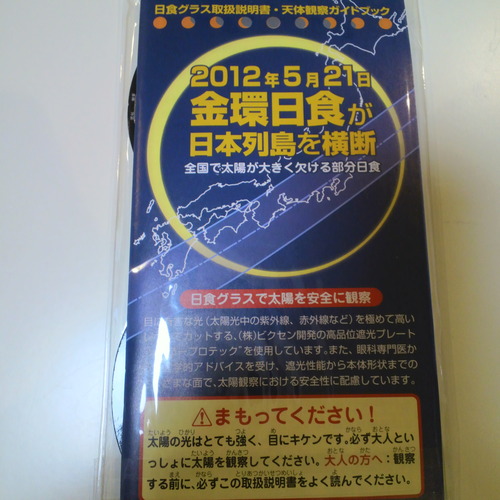 日食グラス取扱説明書・天体観察ガイドブック
2012年5月21日
金環日食が
日本列島を横断
全国で太陽が大きく欠ける部分日食
日食グラスで太陽を安全に観察
な光(太陽光中の紫外線、赤外線など)を極めて高い
カットする、(株)ビクセン開発の高品位遮光プレート
プロテック"を使用しています。また、眼科専門医か
学的アドバイスを受け、遮光性能から本体形状までの
な面で、太陽観察における安全性に配慮しています。
まもってください!
太陽の光はとても強く、目にキケンです。必ず大人とい
っしょに太陽を観察してください。大人の方へ:観察
する前に、必ずこの取扱説明書をよく読んでください。